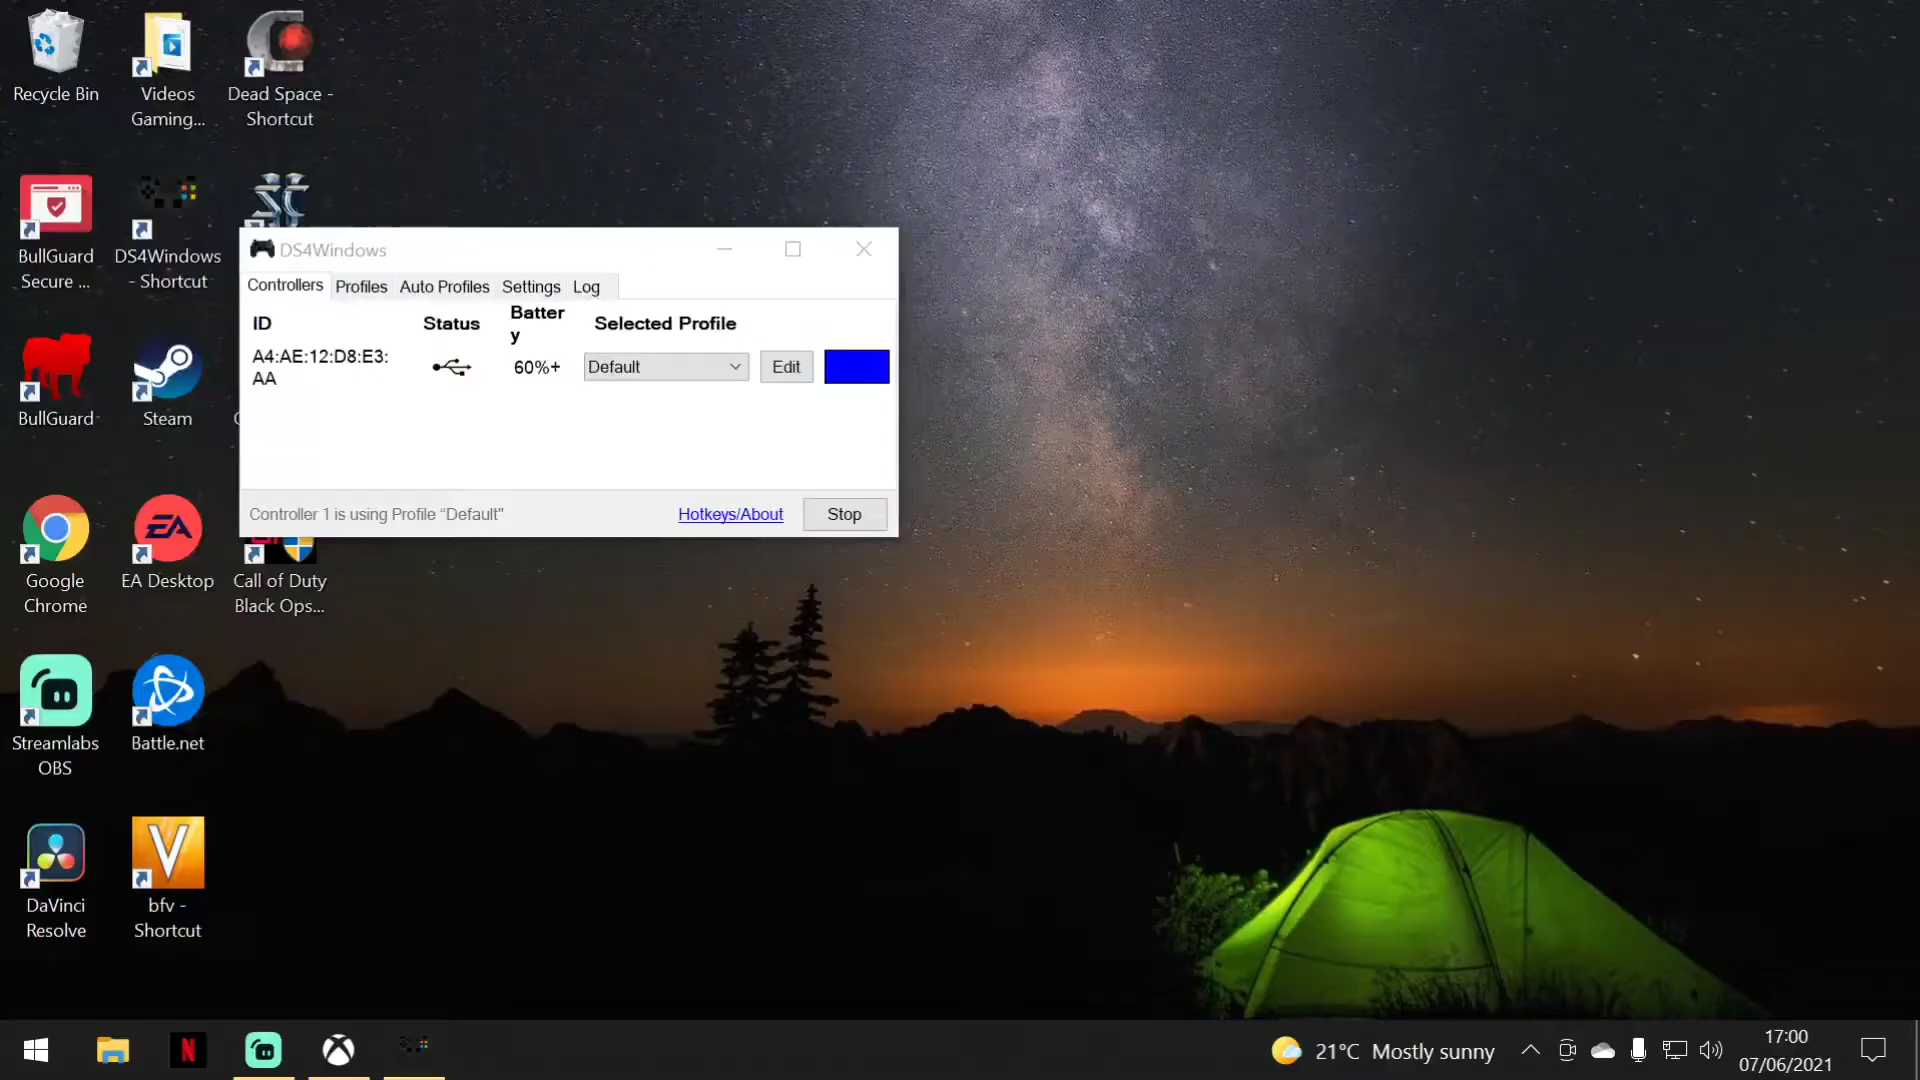 Recycle Bin
Videos
Gaming...
Dead Space -
Shortcut
BullGuard
Secure ...
DS4Windows
- Shortcut
BullGuard
Steam
Google
Chrome
EA Desktop
Call of Duty
Black Ops...
Streamlabs
OBS
Battle.net
DaVinci
Resolve
bfv -
Shortcut
DS4Windows
Controllers Profiles Auto Profiles Settings Log
ID Status Batter
y Selected Profile
A4:AE:12:D8:E3:
AA 60%+ Default Edit
Controller 1 is using Profile “Default” Hotkeys/About Stop
21°C Mostly sunny
17:00
07/06/2021